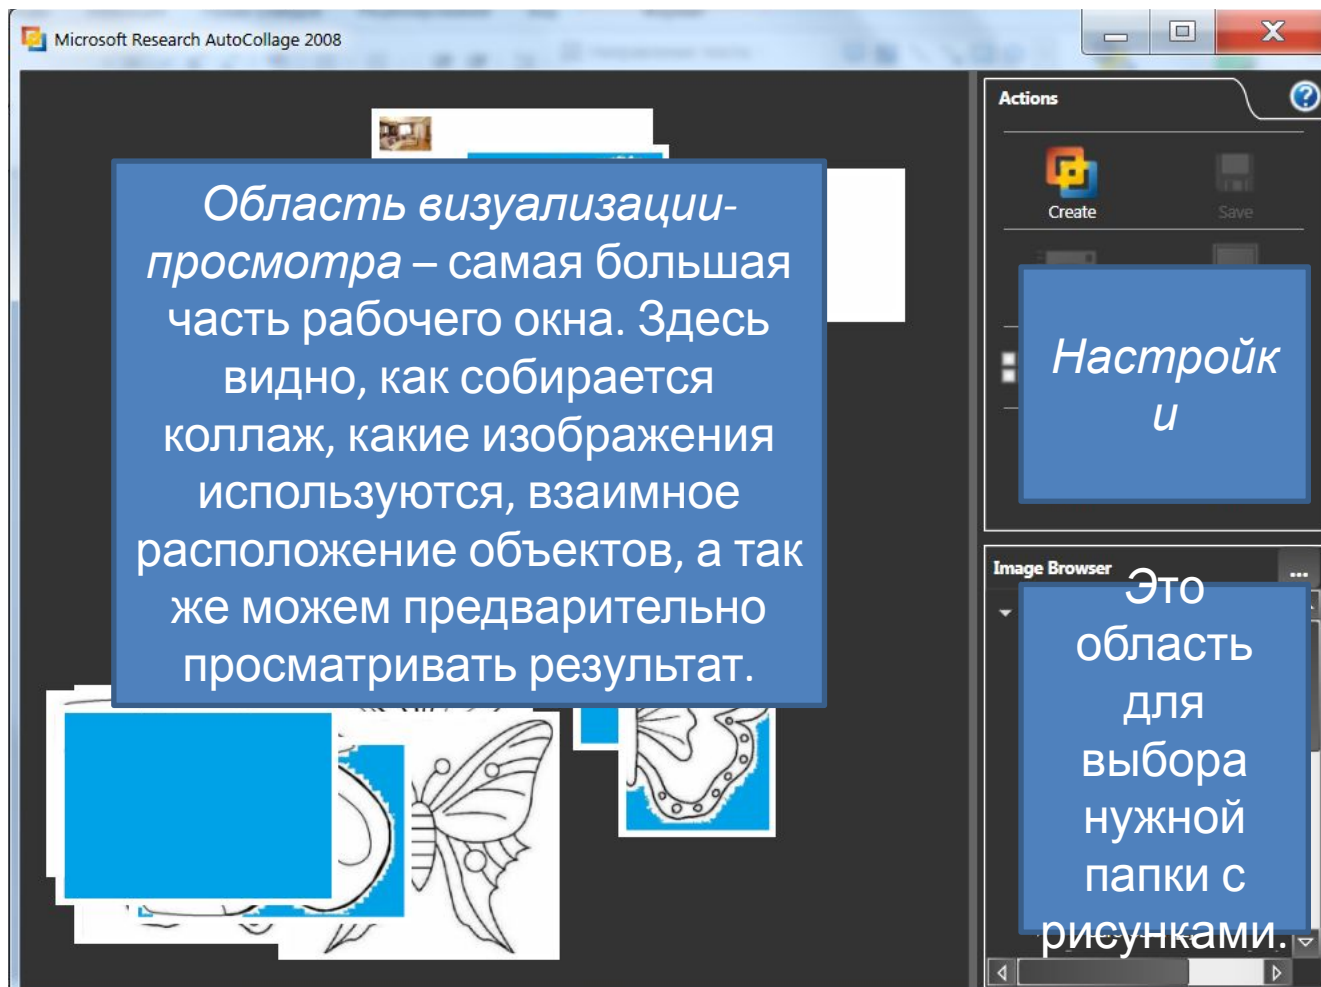 Microsoft Research AutoCollage 2008
Область визуализации-
просмотра – самая большая
часть рабочего окна. Здесь
видно, как собирается
коллаж, какие изображения
используются, взаимное
расположение объектов, а так
же можем предварительно
просматривать результат.
Actions
Create
Save
Настройк
и
Image Browser
...
Это
область
для
выбора
нужной
папки с
рисунками.